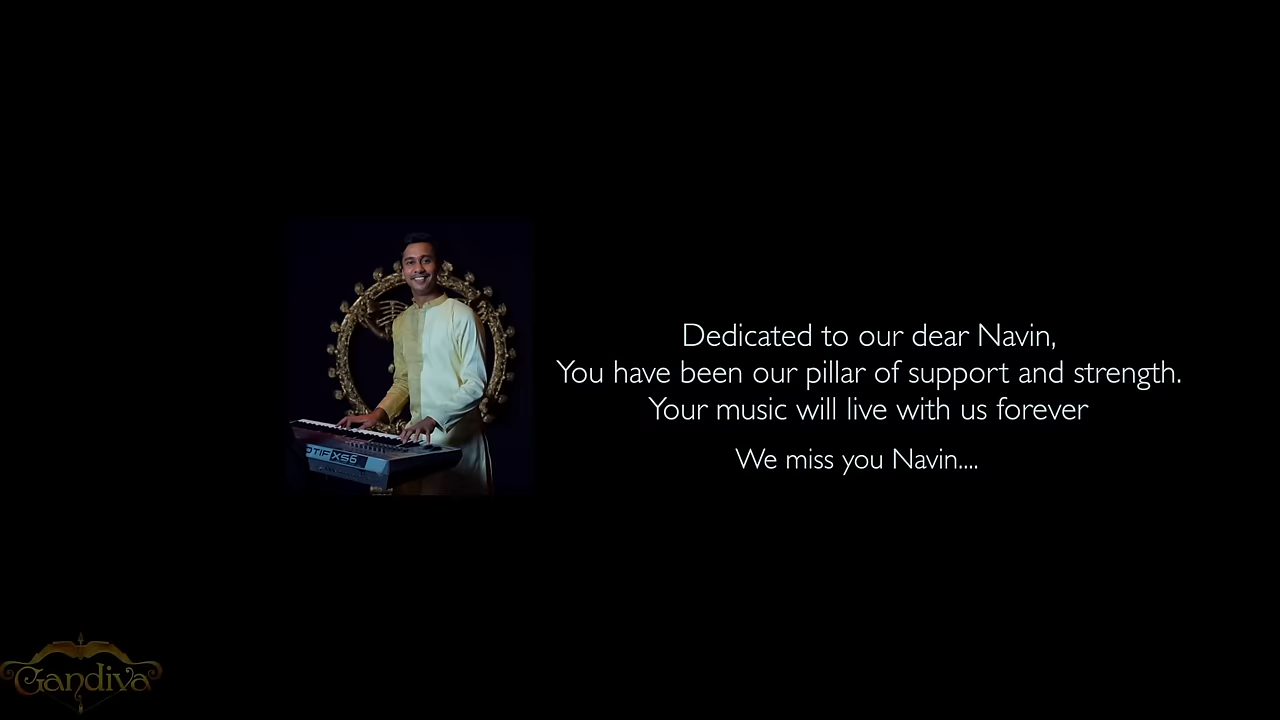 Dedicated to our dear Navin,
You have been our pillar of support and strength.
Your music will live with us forever
We miss you Navin....
OTIF XS6
Gandiva